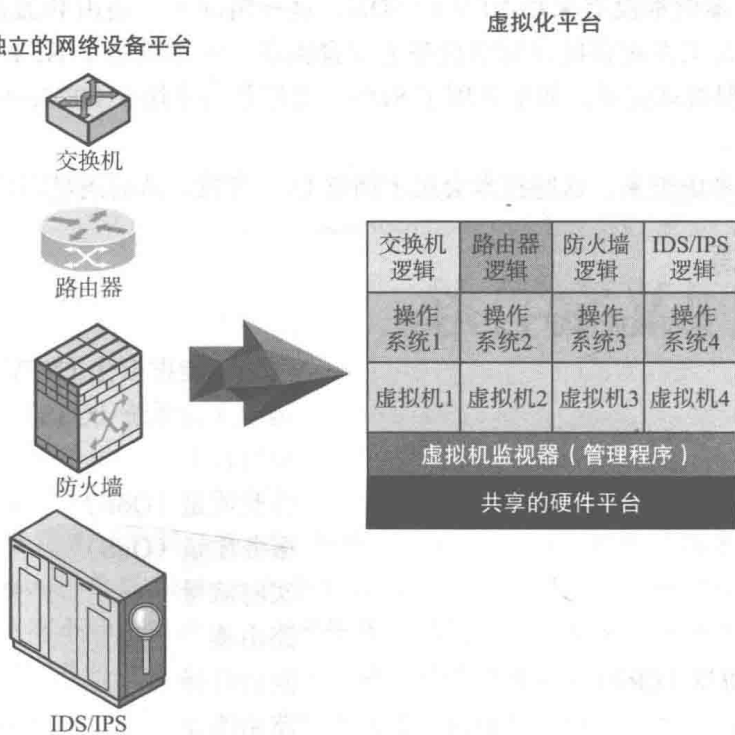 虚拟化平台
独立的网络设备平台
交换机
路由器
防火墙
IDS/IPS
交换机
逻辑
路由器
逻辑
防火墙
逻辑
IDS/IPS
逻辑
操作
系统1
操作
系统2
操作
系统3
操作
系统4
虚拟机1
虚拟机2
虚拟机3
虚拟机4
虚拟机监视器（管理程序）
共享的硬件平台